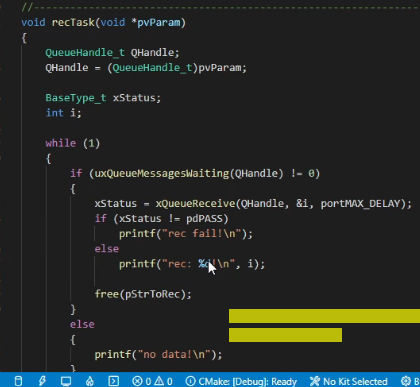 //------------------------------------------------------------
void recTask(void *pvParam)
{
    QueueHandle_t QHandle;
    QHandle = (QueueHandle_t)pvParam;

    BaseType_t xStatus;
    int i;

    while (1)
    {
        if (uxQueueMessagesWaiting(QHandle) != 0)
        {
            xStatus = xQueueReceive(QHandle, &i, portMAX_DELAY);
            if (xStatus != pdPASS)
                printf("rec fail!\n");
            else
                printf("rec: %d!\n", i);

            free(pStrToRec);
        }
        else
        {
            printf("no data!\n");
        }
0 0 CMake: [Debug]: Ready No Kit Selected